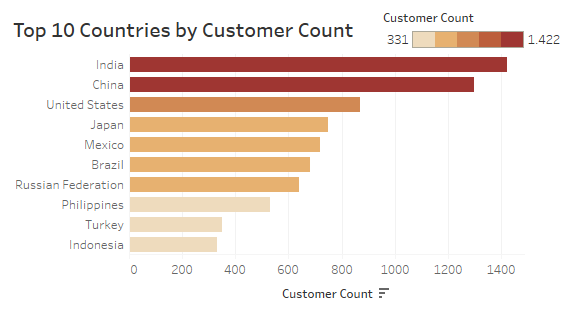 Top 10 Countries by Customer Count
Customer Count
331 1.422
India
China
United States
Japan
Mexico
Brazil
Russian Federation
Philippines
Turkey
Indonesia
0 200 400 600 800 1000 1200 1400
Customer Count